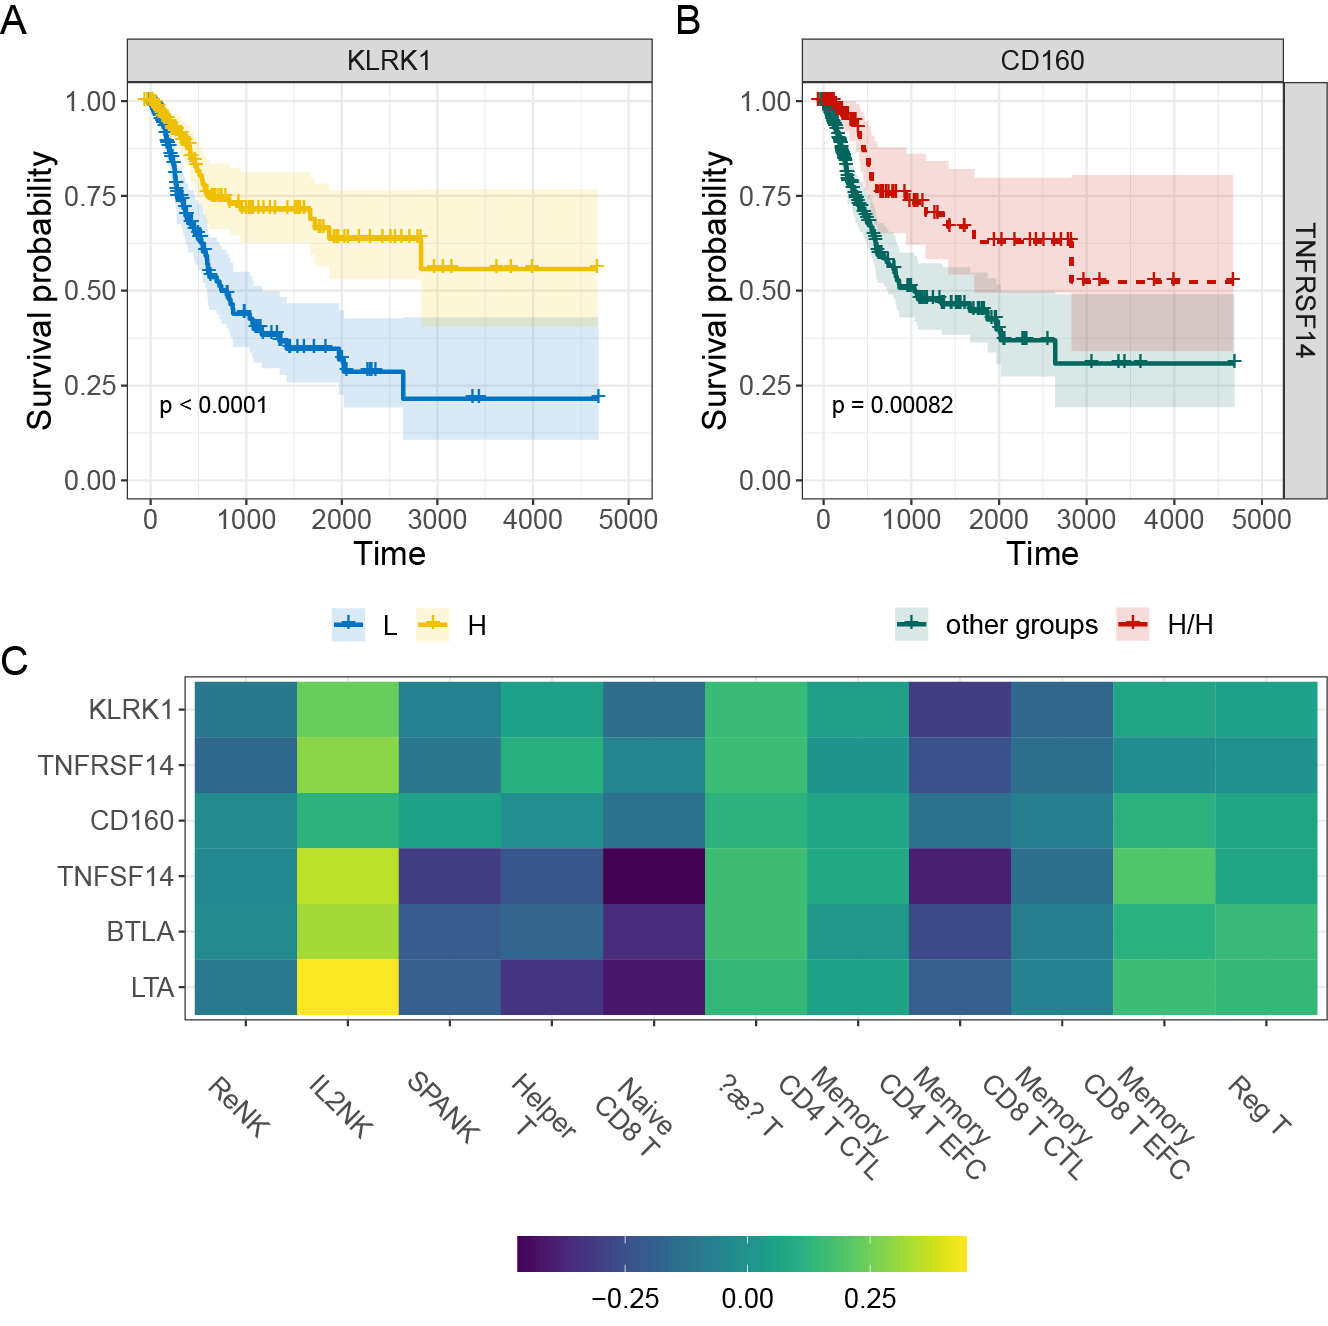 A
B
KLRK1
CD160
TNFRSF14
Survival probability
1.00
0.75
0.50
0.25
0.00
p < 0.0001
0 1000 2000 3000 4000 5000
Time
L H
Survival probability
1.00
0.75
0.50
0.25
0.00
p = 0.00082
0 1000 2000 3000 4000 5000
Time
other groups H/H
C
KLRK1
TNFRSF14
CD160
TNFSF14
BTLA
LTA
ReNK
IL2NK
SPANK
Helper
T
Naive
CD8 T
?æ? T
Memory
CD4 T CTL
Memory
CD4 T EFC
Memory
CD8 T CTL
Memory
CD8 T EFC
Reg T
−0.25 0.00 0.25